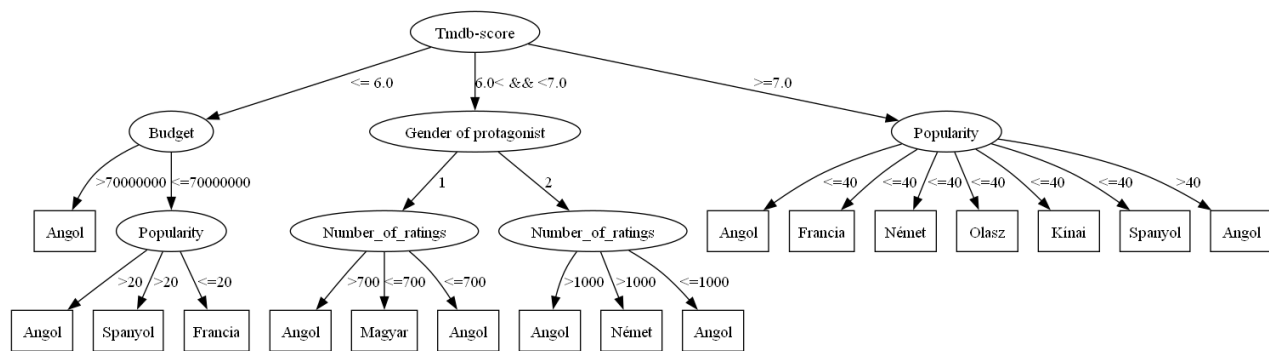 Tmdb-score
<= 6.0
6.0< && <7.0
>=7.0
Budget
Gender of protagonist
Popularity
>70000000
<=70000000
1
2
<=40
<=40
<=40
<=40
<=40
<=40
>40
Angol
Popularity
Number_of_ratings
Number_of_ratings
Angol
Francia
Német
Olasz
Kínai
Spanyol
Angol
>20
>20
<=20
>700
<=700
<=700
>1000
>1000
<=1000
Angol
Spanyol
Francia
Angol
Magyar
Angol
Angol
Német
Angol